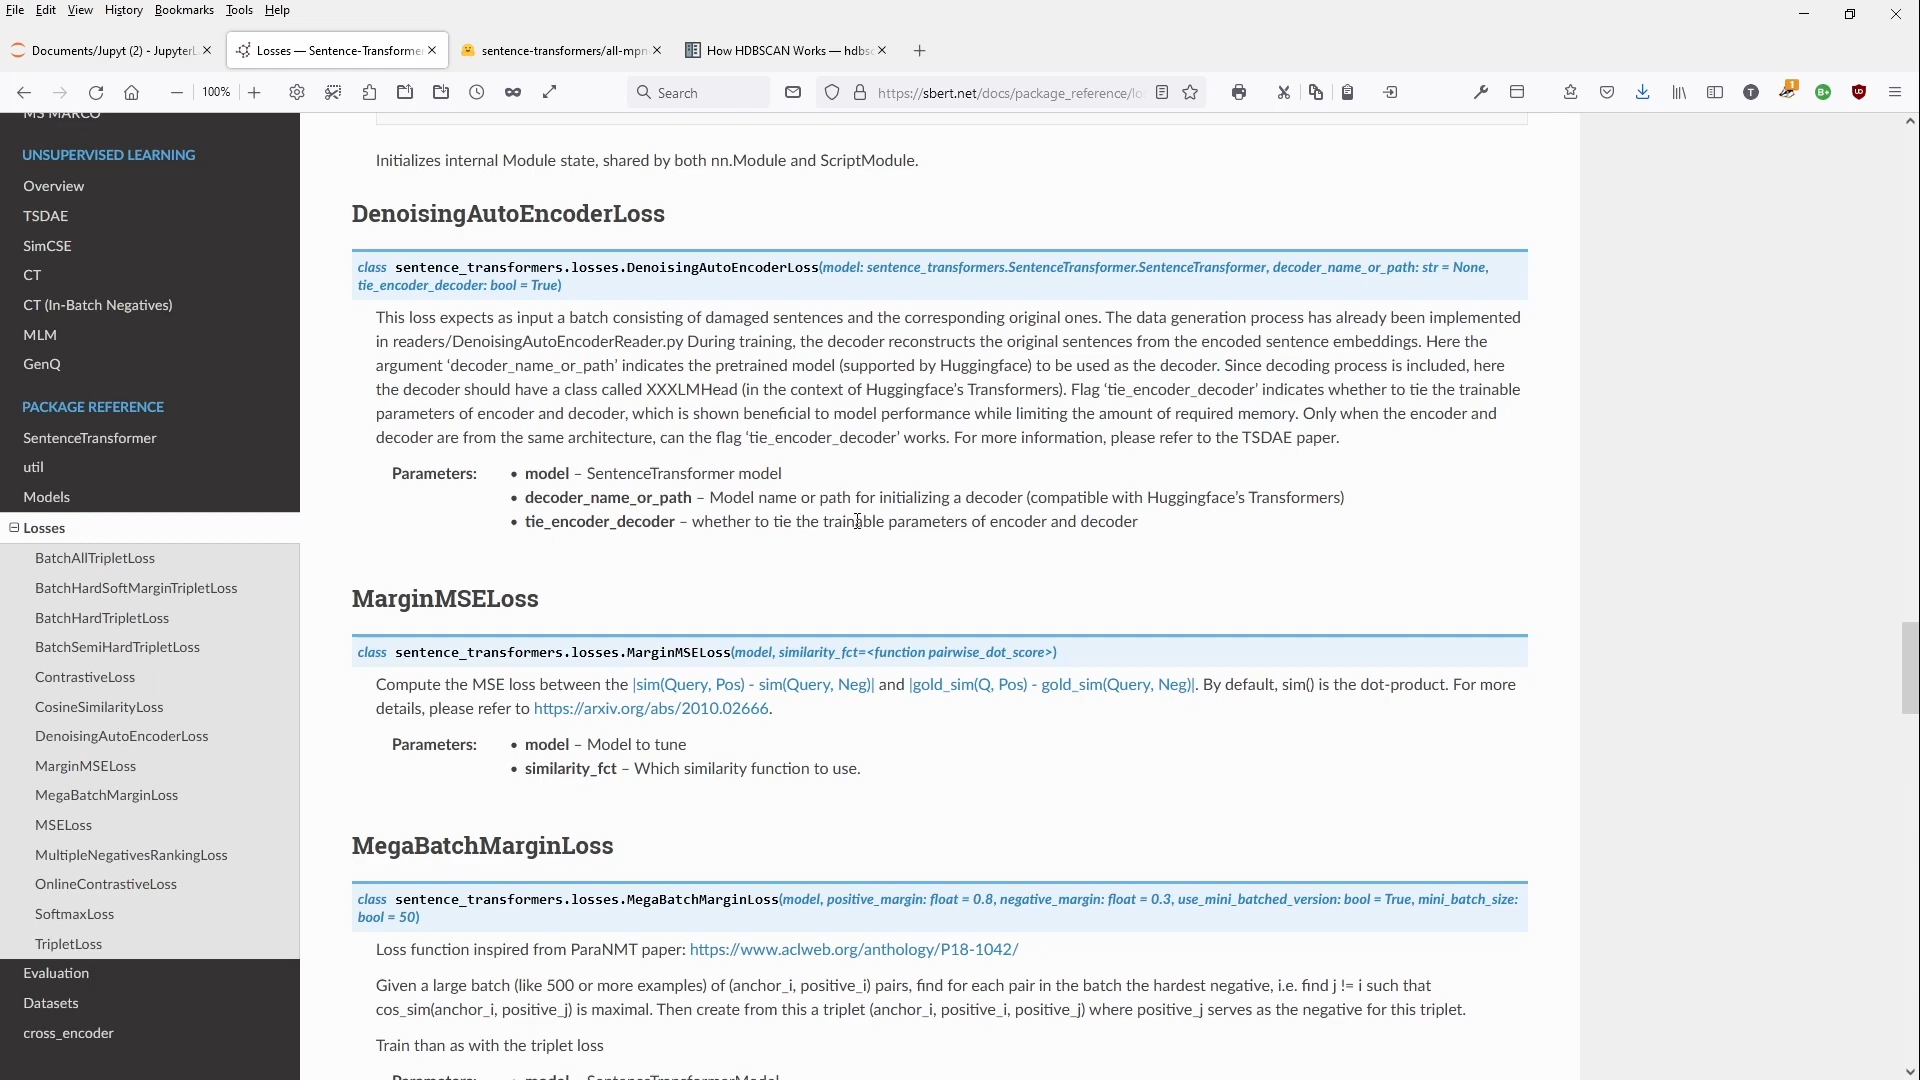 File Edit View History Bookmarks Tools Help
Documents/Jupyt (2) - JupyterL
Losses — Sentence-Transforme
sentence-transformers/all-mpn
How HDBSCAN Works — hdbsc
100%
Search
https://sbert.net/docs/package_reference/lo
MS MARCO
UNSUPERVISED LEARNING
Overview
TSDAE
SimCSE
CT
CT (In-Batch Negatives)
MLM
GenQ
PACKAGE REFERENCE
SentenceTransformer
util
Models
Losses
BatchAllTripletLoss
BatchHardSoftMarginTripletLoss
BatchHardTripletLoss
BatchSemiHardTripletLoss
ContrastiveLoss
CosineSimilarityLoss
DenoisingAutoEncoderLoss
MarginMSELoss
MegaBatchMarginLoss
MSELoss
MultipleNegativesRankingLoss
OnlineContrastiveLoss
SoftmaxLoss
TripletLoss
Evaluation
Datasets
cross_encoder
Initializes internal Module state, shared by both nn.Module and ScriptModule.
DenoisingAutoEncoderLoss
class sentence_transformers.losses.DenoisingAutoEncoderLoss(model: sentence_transformers.SentenceTransformer.SentenceTransformer, decoder_name_or_path: str = None,
tie_encoder_decoder: bool = True)
This loss expects as input a batch consisting of damaged sentences and the corresponding original ones. The data generation process has already been implemented
in readers/DenoisingAutoEncoderReader.py During training, the decoder reconstructs the original sentences from the encoded sentence embeddings. Here the
argument ‘decoder_name_or_path’ indicates the pretrained model (supported by Huggingface) to be used as the decoder. Since decoding process is included, here
the decoder should have a class called XXXLMHead (in the context of Huggingface’s Transformers). Flag ‘tie_encoder_decoder’ indicates whether to tie the trainable
parameters of encoder and decoder, which is shown beneficial to model performance while limiting the amount of required memory. Only when the encoder and
decoder are from the same architecture, can the flag ‘tie_encoder_decoder’ works. For more information, please refer to the TSDAE paper.
Parameters: • model – SentenceTransformer model
• decoder_name_or_path – Model name or path for initializing a decoder (compatible with Huggingface’s Transformers)
• tie_encoder_decoder – whether to tie the trainable parameters of encoder and decoder
MarginMSELoss
class sentence_transformers.losses.MarginMSELoss(model, similarity_fct=<function pairwise_dot_score>)
Compute the MSE loss between the |sim(Query, Pos) - sim(Query, Neg)| and |gold_sim(Q, Pos) - gold_sim(Query, Neg)|. By default, sim() is the dot-product. For more
details, please refer to https://arxiv.org/abs/2010.02666.
Parameters: • model – Model to tune
• similarity_fct – Which similarity function to use.
MegaBatchMarginLoss
class sentence_transformers.losses.MegaBatchMarginLoss(model, positive_margin: float = 0.8, negative_margin: float = 0.3, use_mini_batched_version: bool = True, mini_batch_size:
bool = 50)
Loss function inspired from ParaNMT paper: https://www.aclweb.org/anthology/P18-1042/
Given a large batch (like 500 or more examples) of (anchor_i, positive_i) pairs, find for each pair in the batch the hardest negative, i.e. find j != i such that
cos_sim(anchor_i, positive_j) is maximal. Then create from this a triplet (anchor_i, positive_i, positive_j) where positive_j serves as the negative for this triplet.
Train than as with the triplet loss
Parameters: • model – SentenceTransformerModel